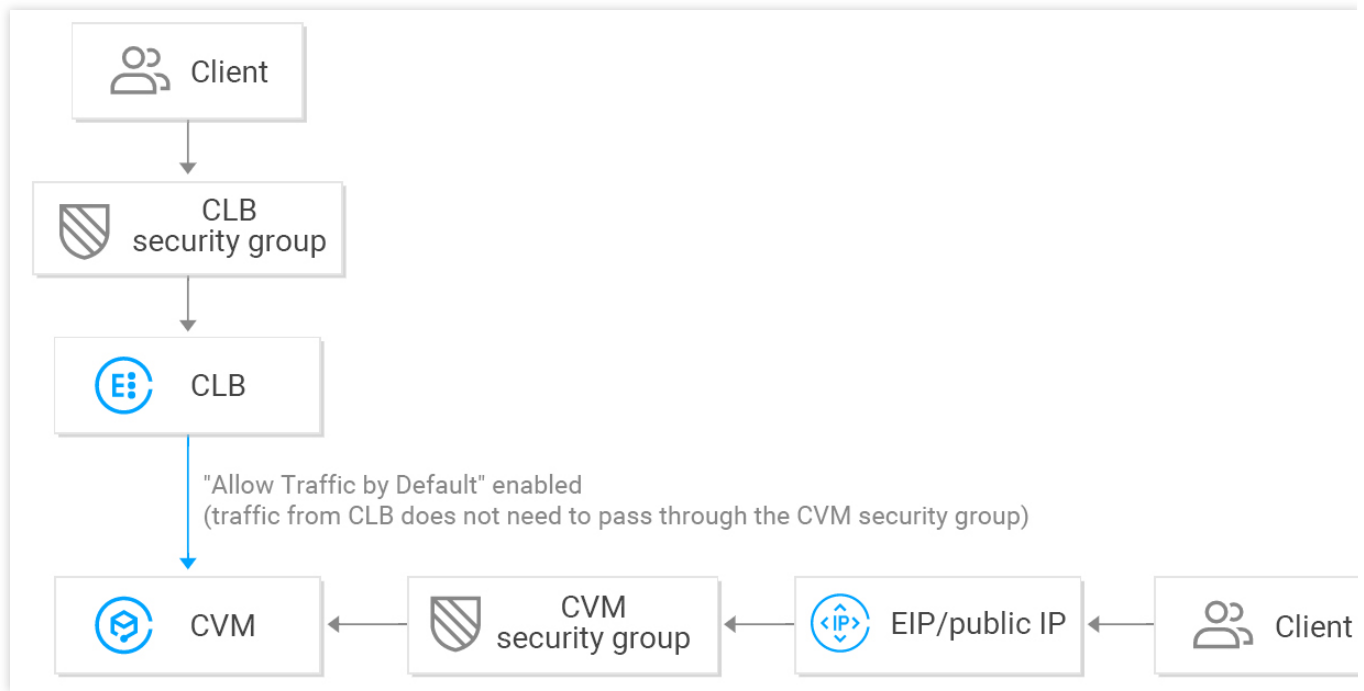 Client
CLB
security group
E
CLB
"Allow Traffic by Default" enabled
(traffic from CLB does not need to pass through the CVM security group)
CVM
CVM
security group
<IP>
EIP/public IP
Client